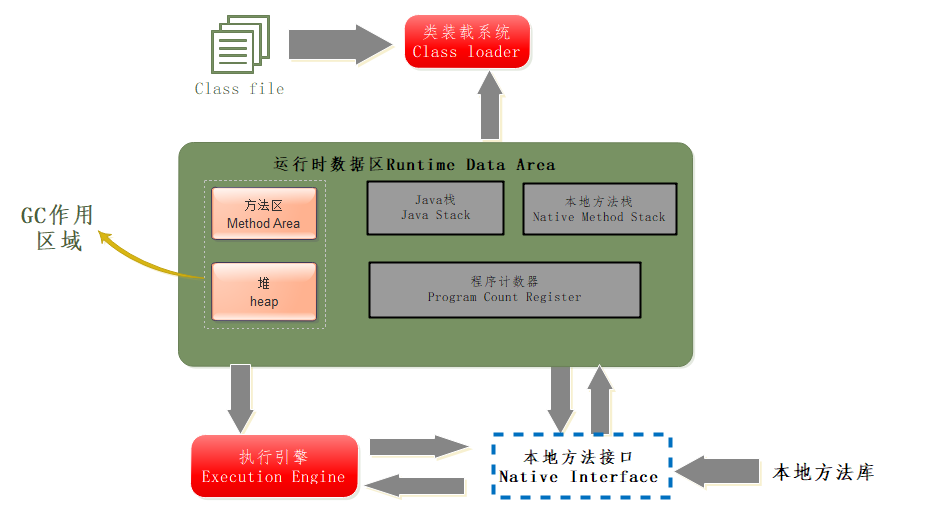 类装载系统
Class loader
Class file
运行时数据区Runtime Data Area
方法区
Method Area
Java栈
Java Stack
本地方法栈
Native Method Stack
GC作用
区域
堆
heap
程序计数器
Program Count Register
执行引擎
Execution Engine
本地方法接口
Native Interface
本地方法库